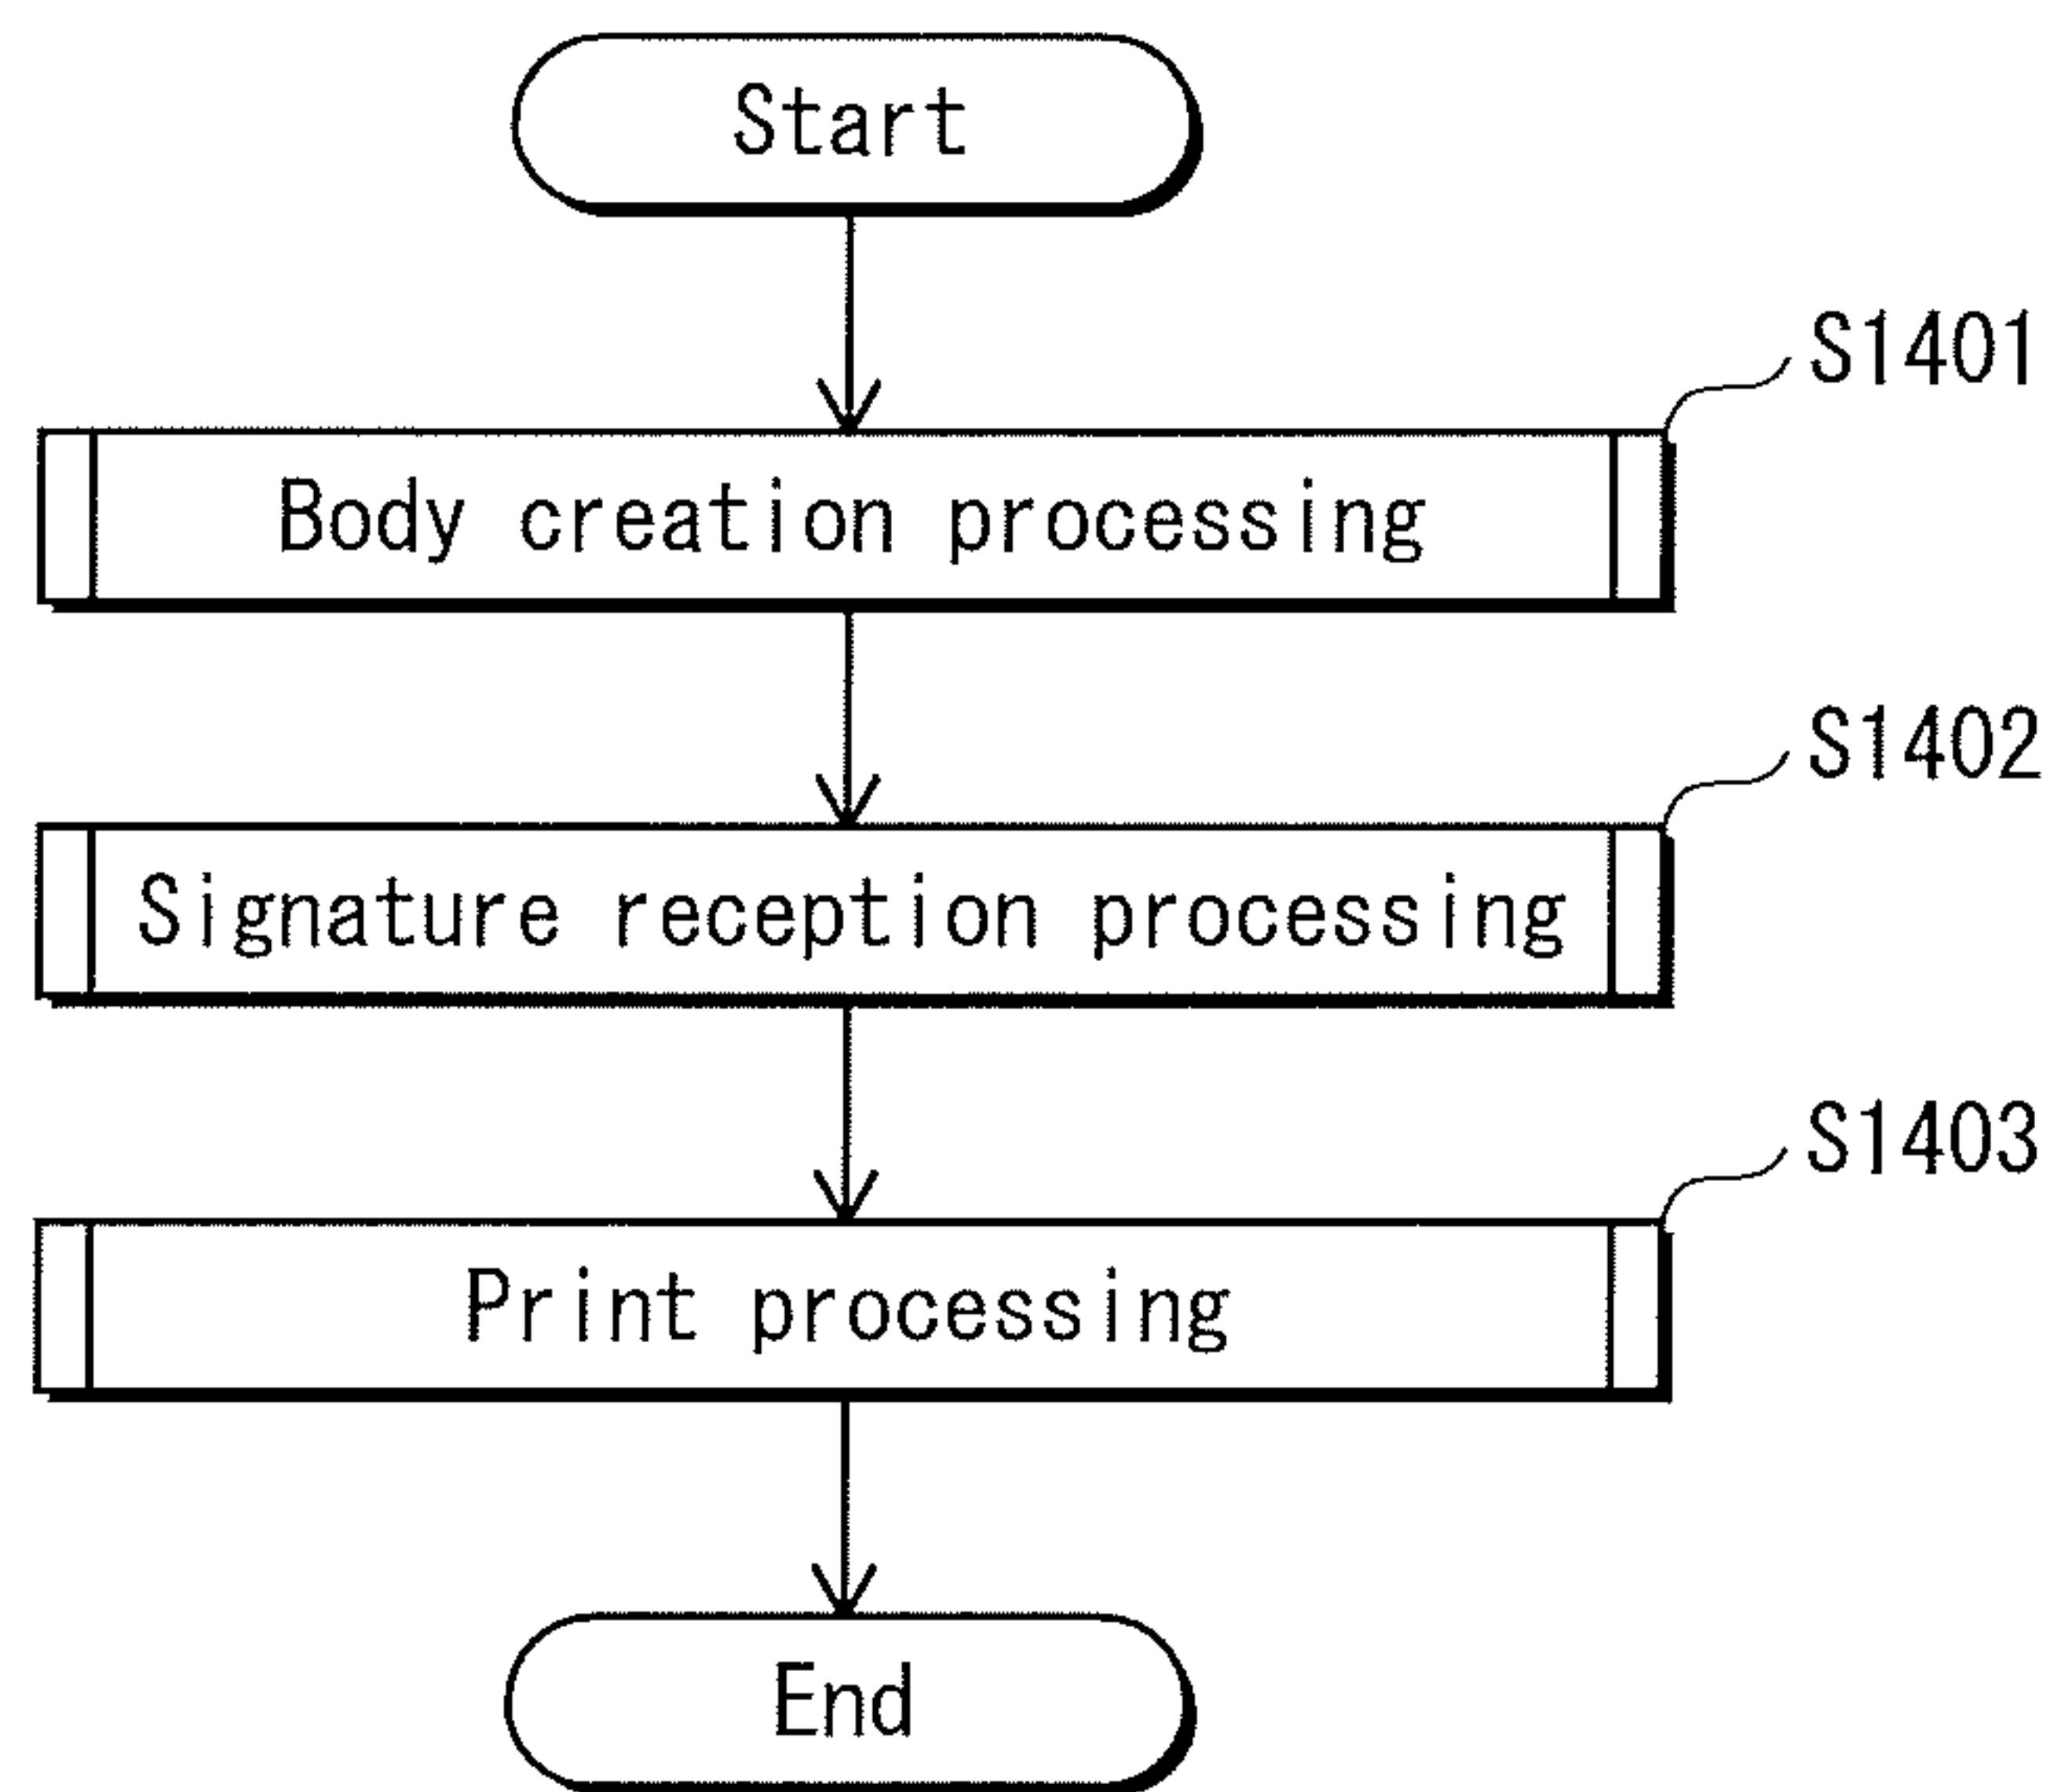 Start
S1401
Body creation processing
S1402
Signature reception processing
S1403
Print processing
End